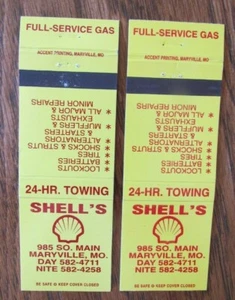 FULL-SERVICE GAS
ACCENT PRINTING, MARYVILLE, MO
* LOCKOUTS
* BATTERIES
* TIRES
* SHOCKS & STRUTS
* ALTERNATORS
& STARTERS
* MUFFLERS &
EXHAUSTS
* ALL MAJOR &
MINOR REPAIRS
24-HR. TOWING
SHELL'S
985 SO. MAIN
MARYVILLE, MO.
DAY 582-4711
NITE 582-4258
BE SAFE • KEEP COVER CLOSED
FULL-SERVICE GAS
ACCENT PRINTING, MARYVILLE, MO
* LOCKOUTS
* BATTERIES
* TIRES
* SHOCKS & STRUTS
* ALTERNATORS
& STARTERS
* MUFFLERS &
EXHAUSTS
* ALL MAJOR &
MINOR REPAIRS
24-HR. TOWING
SHELL'S
985 SO. MAIN
MARYVILLE, MO.
DAY 582-4711
NITE 582-4258
BE SAFE • KEEP COVER CLOSED